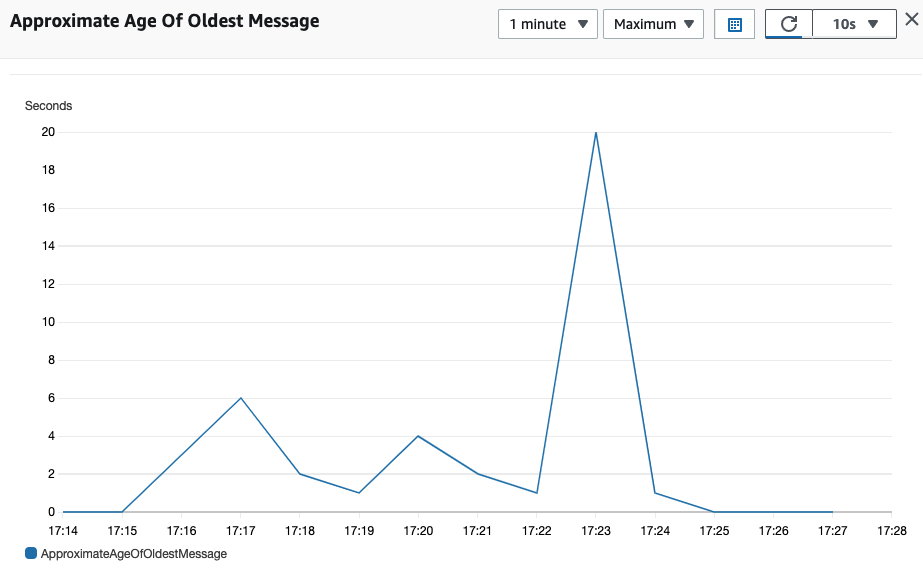 Approximate Age Of Oldest Message
1 minute
Maximum
10s
Seconds
20
18
16
14
12
10
8
6
4
2
0
17:14 17:15 17:16 17:17 17:18 17:19 17:20 17:21 17:22 17:23 17:24 17:25 17:26 17:27 17:28
ApproximateAgeOfOldestMessage